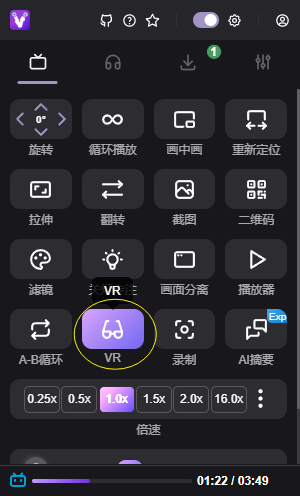 1
0°
旋转 循环播放 画中画 重新定位
拉伸 翻转 截图 二维码
滤镜 画面分离 播放器
VR
Exp
A-B循环 VR 录制 AI摘要
0.25x 0.5x 1.0x 1.5x 2.0x 16.0x
倍速
01:22 / 03:49